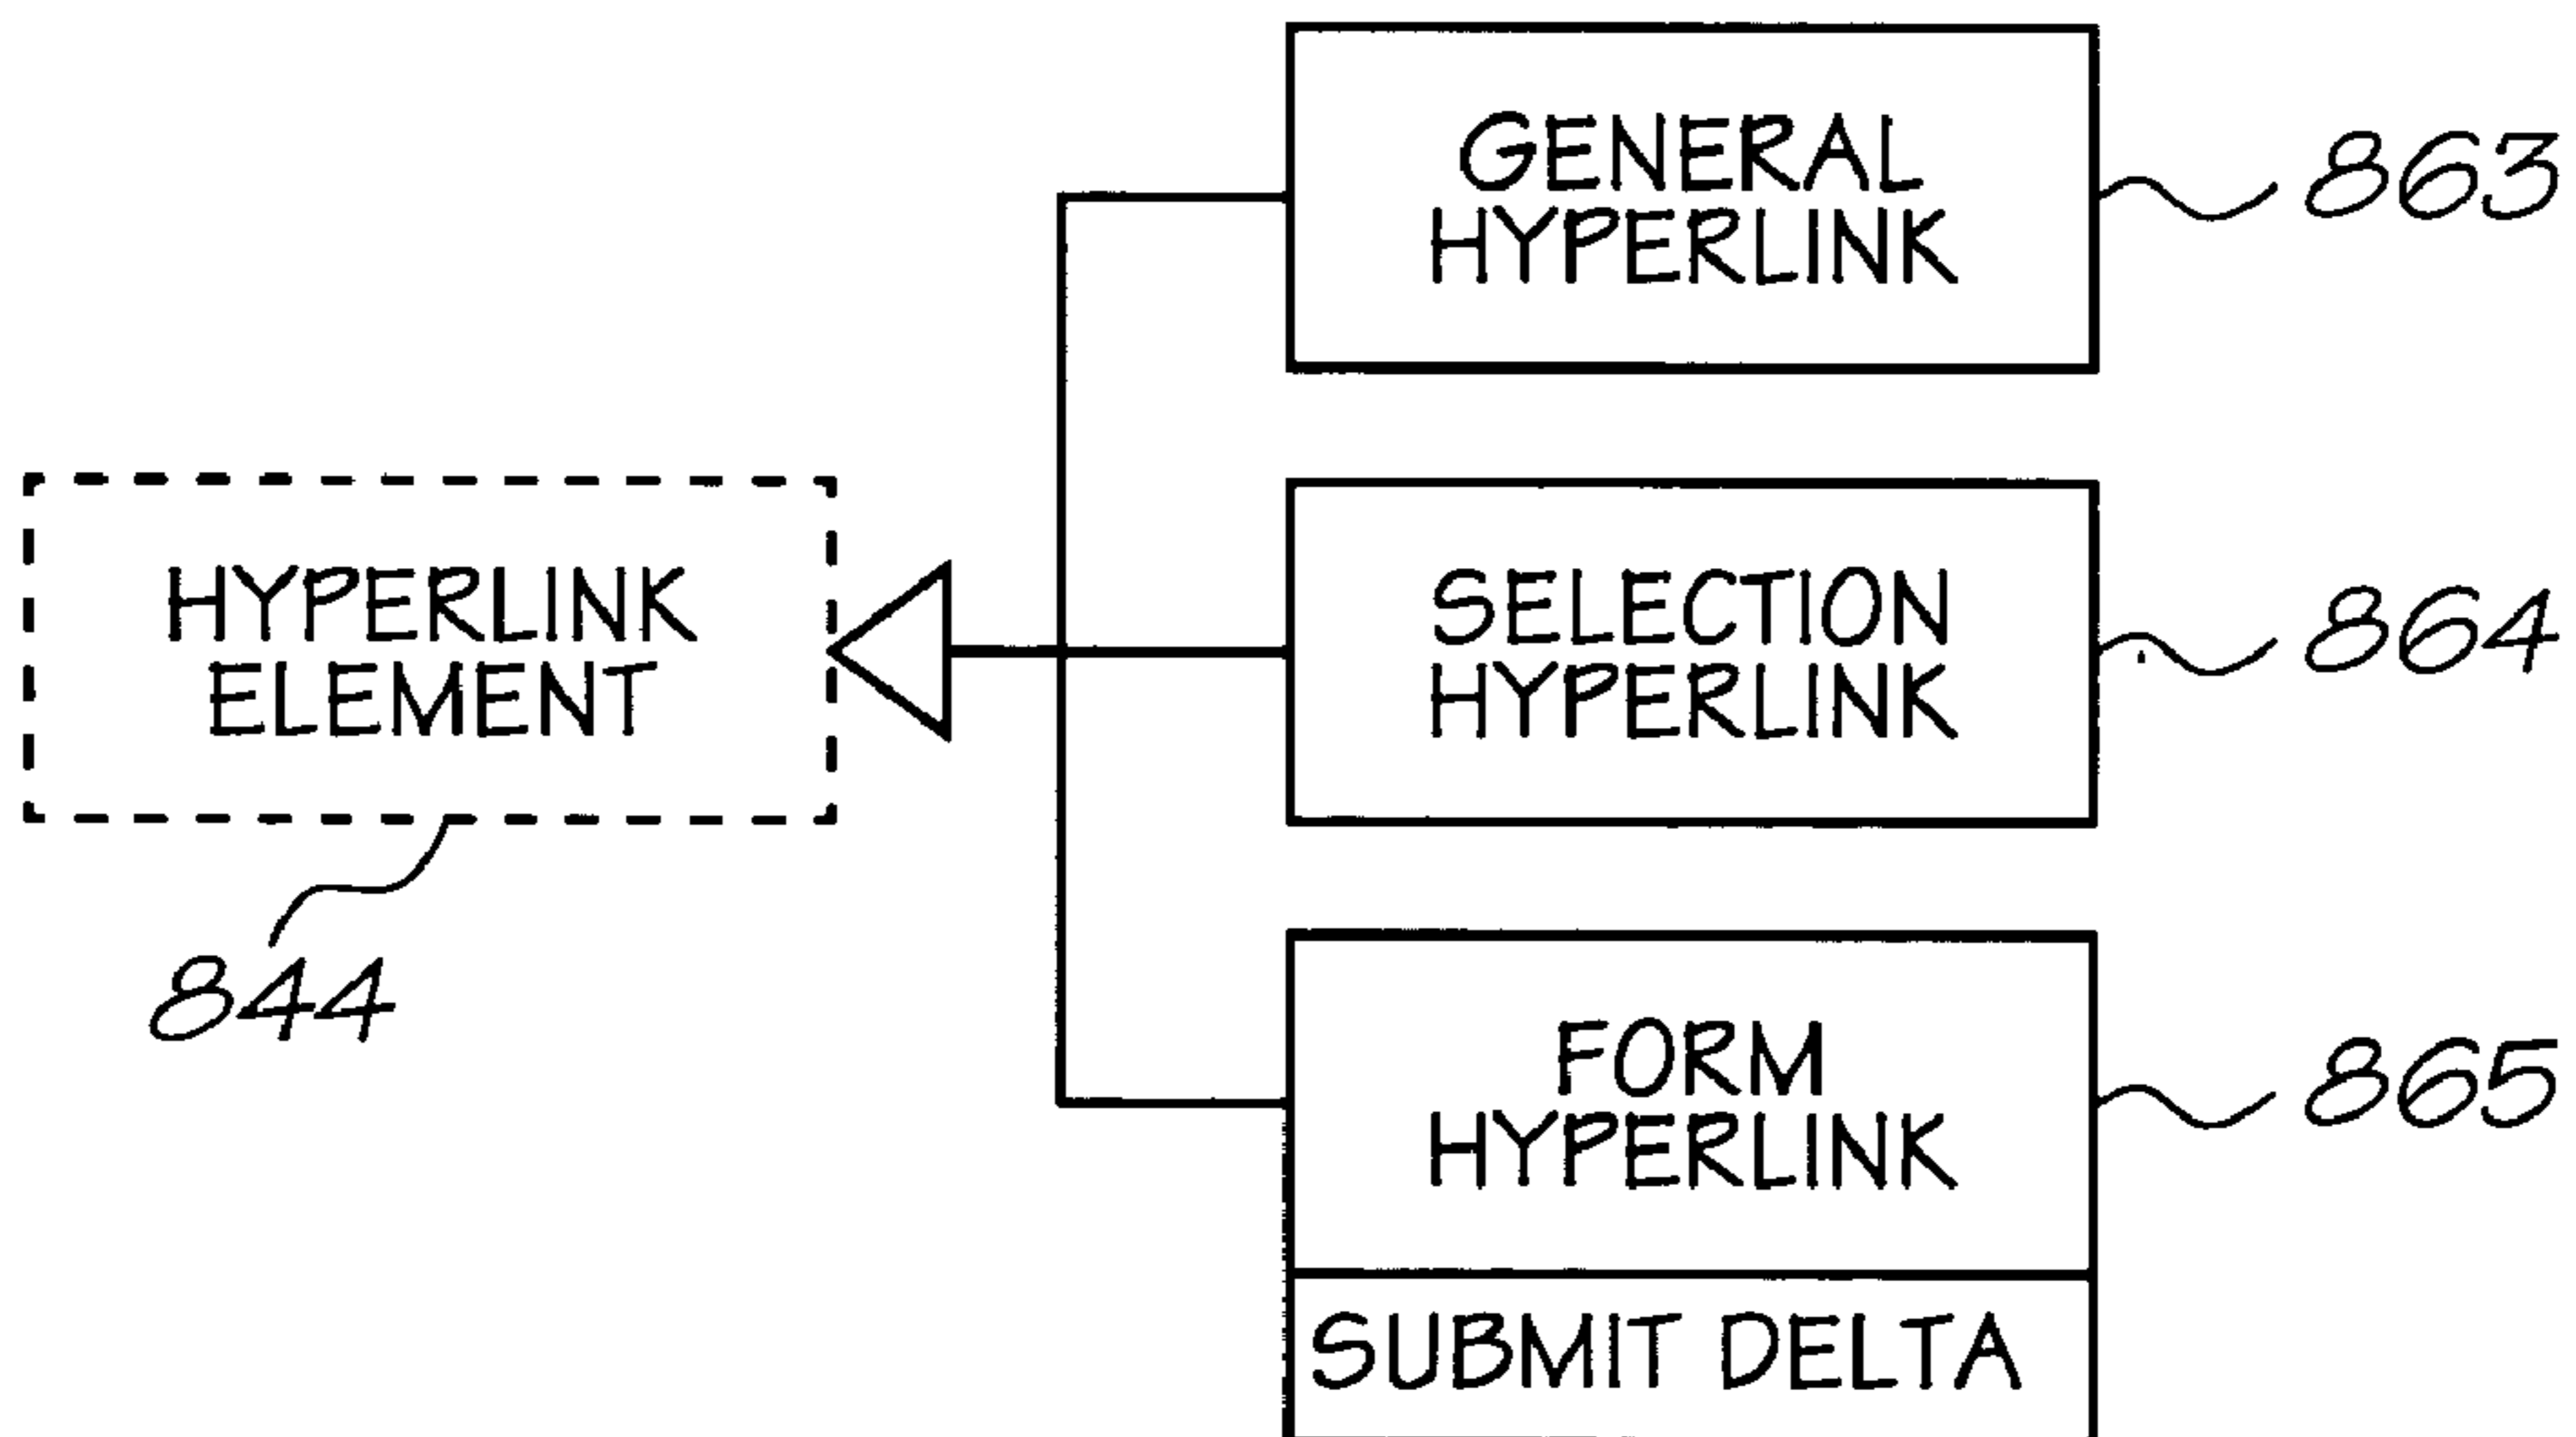 GENERAL
HYPERLINK
863
HYPERLINK
ELEMENT
844
SELECTION
HYPERLINK
864
FORM
HYPERLINK
865
SUBMIT DELTA